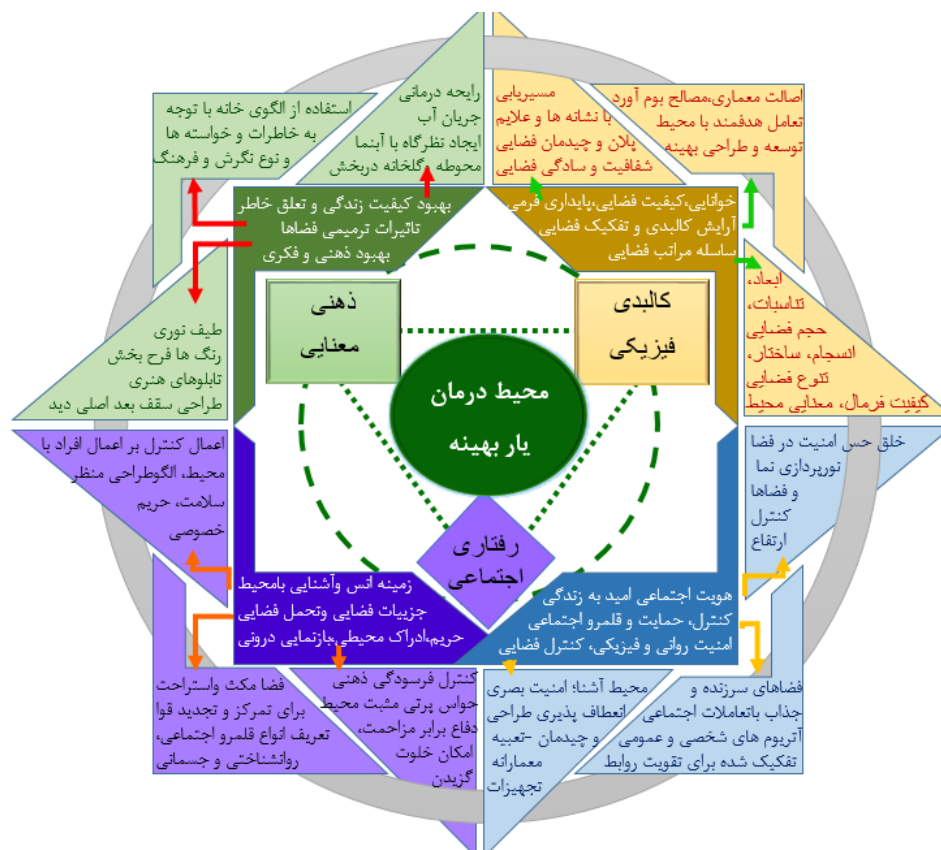 استفاده از الگوی خانه با توجه
به خاطرات و خواسته ها
و نوع نگرش و فرهنگ
رایحه درمانی
جریان آب
ایجاد نظرگاه با آبنما
محوطه و گلخانه دربخش
مسیریابی
با نشانه ها و علایم
پلان و چیدمان فضایی
شفافیت و سادگی فضایی
اصالت معماری،مصالح بوم آورد
تعامل هدفمند با محیط
توسعه و طراحی بهینه
بهبود کیفیت زندگی و تعلق خاطر
تاثیرات ترمیمی فضاها
بهبود ذهنی و فکری
خوانایی،کیفیت فضایی،پایداری فرمی
آرایش کالبدی و تفکیک فضایی
ساسله مراتب فضایی
طیف نوری
رنگ ها فرح بخش
تابلوهای هنری
طراحی سقف بعد اصلی دید
ابعاد،
تناسبات،
حجم فضایی
انسجام، ساختار،
تنوع فضایی
کیفیت فرمال، معنایی محیط
ذهنی
معنایی
کالبدی
فیزیکی
محیط درمان
یار بهینه
رفتاری
اجتماعی
اعمال کنترل بر اعمال افراد با
محیط، الگوطراحی منظر
سلامت، حریم
خصوصی
خلق حس امنیت در فضا
نورپردازی نما
و فضاها
کنترل
ارتفاع
زمینه انس وآشنایی بامحیط
جزییات فضایی وتحمل فضایی
حریم،ادراک محیطی،بازنمایی درونی
هویت اجتماعی امید به زندگی
کنترل، حمایت و قلمرو اجتماعی
امنیت روانی و فیزیکی، کنترل فضایی
فضا مکث واستراحت
برای تمرکز و تجدید قوا
تعریف انواع قلمرو اجتماعی،
روانشناختی و جسمانی
کنترل فرسودگی ذهنی
حواس پرتی مثبت محیط
دفاع برابر مزاحمت،
امکان خلوت
گزیدن
محیط آشنا؛ امنیت بصری
انعطاف پذیری طراحی
و چیدمان -تعبیه
معمارانه
تجهیزات
فضاهای سرزنده و
جذاب باتعاملات اجتماعی
آتریوم های شخصی و عمومی
تفکیک شده برای تقویت روابط